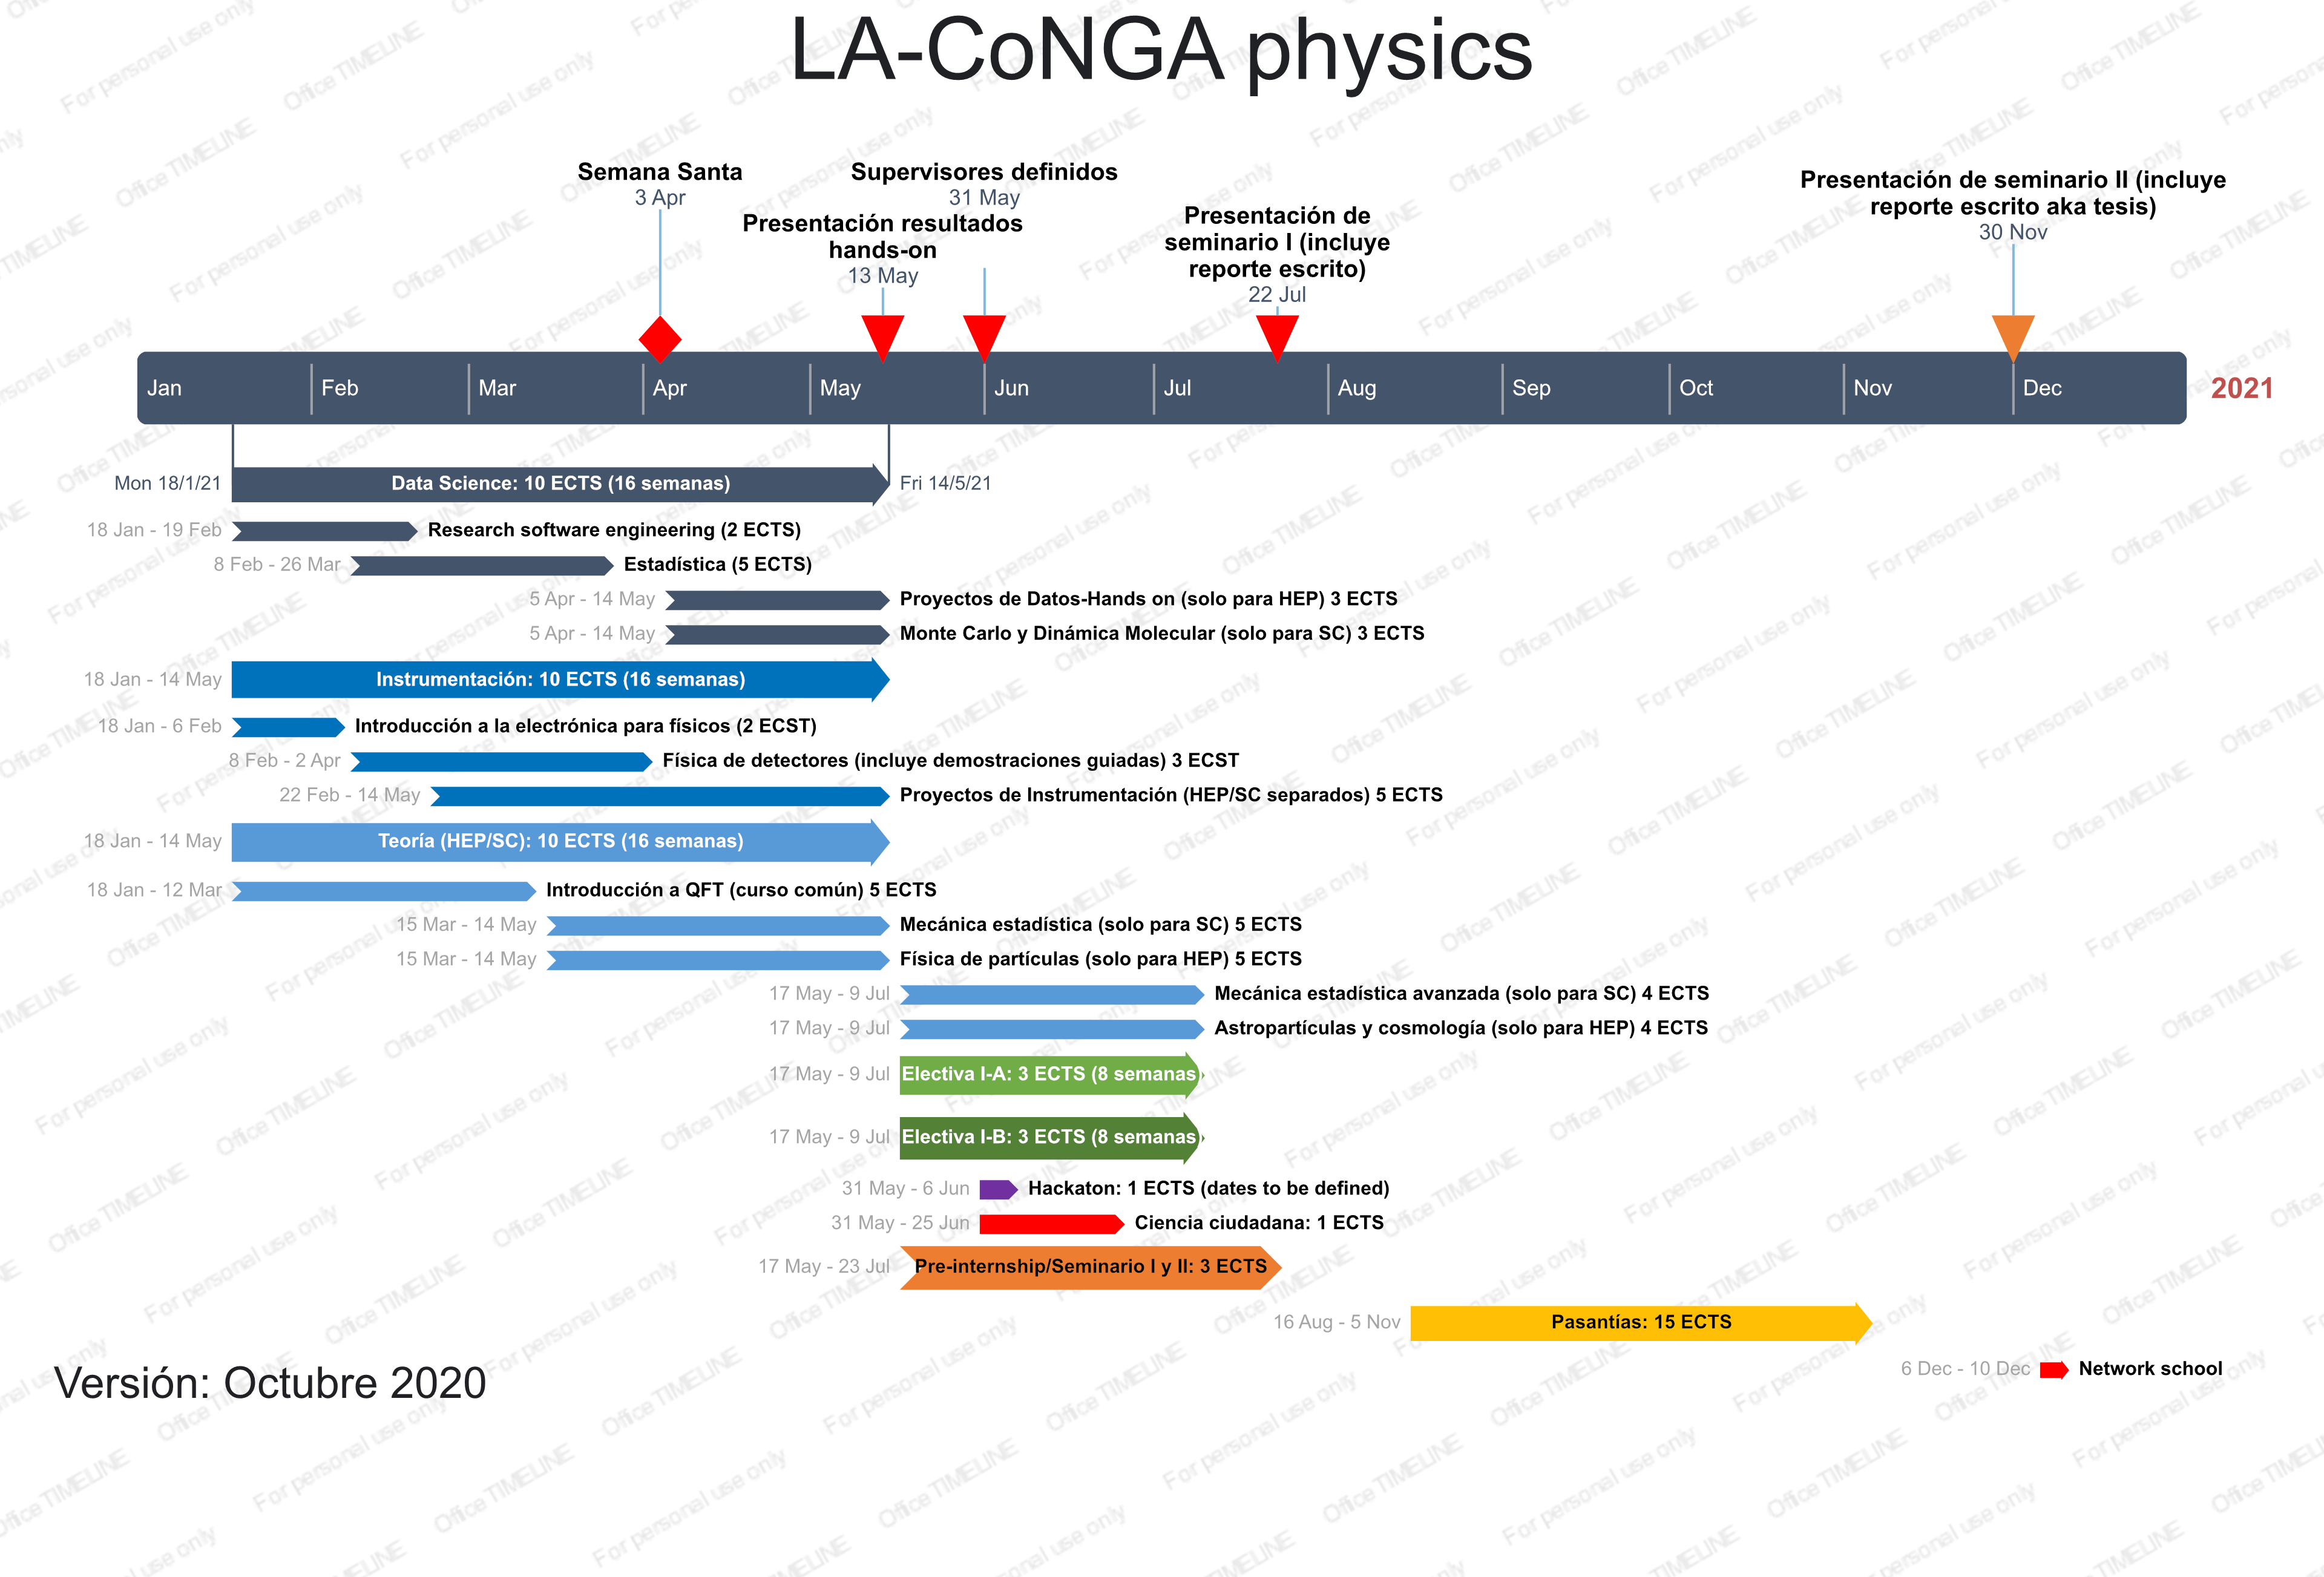 LA-CoNGA physics
Semana Santa
3 Apr
Supervisores definidos
31 May
Presentación resultados
hands-on
13 May
Presentación de
seminario I (incluye
reporte escrito)
22 Jul
Presentación de seminario II (incluye
reporte escrito aka tesis)
30 Nov
Jan Feb Mar Apr May Jun Jul Aug Sep Oct Nov Dec 2021
Mon 18/1/21 Data Science: 10 ECTS (16 semanas) Fri 14/5/21
18 Jan - 19 Feb Research software engineering (2 ECTS)
8 Feb - 26 Mar Estadística (5 ECTS)
5 Apr - 14 May Proyectos de Datos-Hands on (solo para HEP) 3 ECTS
5 Apr - 14 May Monte Carlo y Dinámica Molecular (solo para SC) 3 ECTS
18 Jan - 14 May Instrumentación: 10 ECTS (16 semanas)
18 Jan - 6 Feb Introducción a la electrónica para físicos (2 ECST)
8 Feb - 2 Apr Física de detectores (incluye demostraciones guiadas) 3 ECST
22 Feb - 14 May Proyectos de Instrumentación (HEP/SC separados) 5 ECTS
18 Jan - 14 May Teoría (HEP/SC): 10 ECTS (16 semanas)
18 Jan - 12 Mar Introducción a QFT (curso común) 5 ECTS
15 Mar - 14 May Mecánica estadística (solo para SC) 5 ECTS
15 Mar - 14 May Física de partículas (solo para HEP) 5 ECTS
17 May - 9 Jul Mecánica estadística avanzada (solo para SC) 4 ECTS
17 May - 9 Jul Astropartículas y cosmología (solo para HEP) 4 ECTS
17 May - 9 Jul Electiva I-A: 3 ECTS (8 semanas)
17 May - 9 Jul Electiva I-B: 3 ECTS (8 semanas)
31 May - 6 Jun Hackaton: 1 ECTS (dates to be defined)
31 May - 25 Jun Ciencia ciudadana: 1 ECTS
17 May - 23 Jul Pre-internship/Seminario I y II: 3 ECTS
16 Aug - 5 Nov Pasantías: 15 ECTS
6 Dec - 10 Dec Network school
Versión: Octubre 2020
For personal use only Office TIMELINE